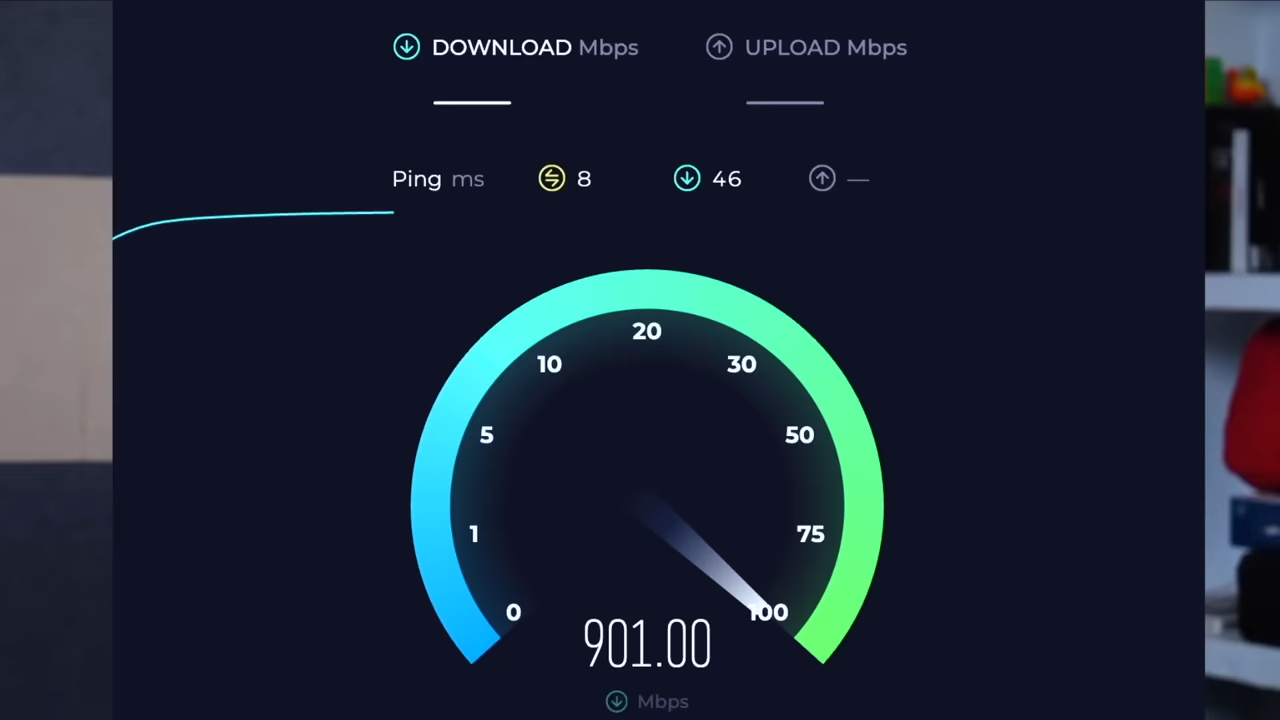 DOWNLOAD Mbps
UPLOAD Mbps
Ping ms 8 46 —
20
10
30
5
50
1
75
0
100
901.00
Mbps